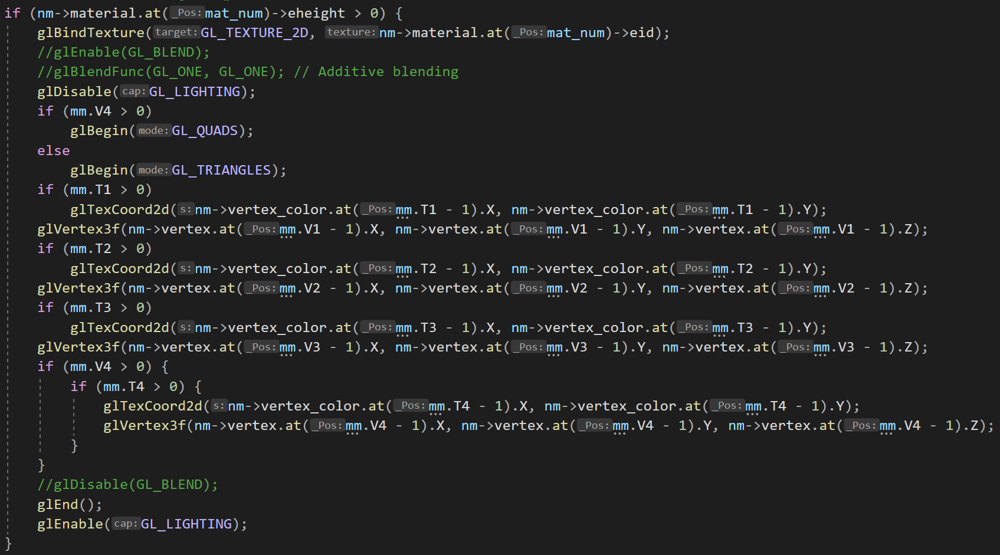 if (nm->material.at(_Pos:mat_num)->eheight > 0) {
    glBindTexture(target:GL_TEXTURE_2D, texture:nm->material.at(_Pos:mat_num)->eid);
    //glEnable(GL_BLEND);
    //glBlendFunc(GL_ONE, GL_ONE); // Additive blending
    glDisable(cap:GL_LIGHTING);
    if (mm.V4 > 0)
        glBegin(mode:GL_QUADS);
    else
        glBegin(mode:GL_TRIANGLES);
    if (mm.T1 > 0)
        glTexCoord2d(s:nm->vertex_color.at(_Pos:mm.T1 - 1).X, nm->vertex_color.at(_Pos:mm.T1 - 1).Y);
    glVertex3f(nm->vertex.at(_Pos:mm.V1 - 1).X, nm->vertex.at(_Pos:mm.V1 - 1).Y, nm->vertex.at(_Pos:mm.V1 - 1).Z);
    if (mm.T2 > 0)
        glTexCoord2d(s:nm->vertex_color.at(_Pos:mm.T2 - 1).X, nm->vertex_color.at(_Pos:mm.T2 - 1).Y);
    glVertex3f(nm->vertex.at(_Pos:mm.V2 - 1).X, nm->vertex.at(_Pos:mm.V2 - 1).Y, nm->vertex.at(_Pos:mm.V2 - 1).Z);
    if (mm.T3 > 0)
        glTexCoord2d(s:nm->vertex_color.at(_Pos:mm.T3 - 1).X, nm->vertex_color.at(_Pos:mm.T3 - 1).Y);
    glVertex3f(nm->vertex.at(_Pos:mm.V3 - 1).X, nm->vertex.at(_Pos:mm.V3 - 1).Y, nm->vertex.at(_Pos:mm.V3 - 1).Z);
    if (mm.V4 > 0) {
        if (mm.T4 > 0) {
            glTexCoord2d(s:nm->vertex_color.at(_Pos:mm.T4 - 1).X, nm->vertex_color.at(_Pos:mm.T4 - 1).Y);
            glVertex3f(nm->vertex.at(_Pos:mm.V4 - 1).X, nm->vertex.at(_Pos:mm.V4 - 1).Y, nm->vertex.at(_Pos:mm.V4 - 1).Z);
        }
    }
    //glDisable(GL_BLEND);
    glEnd();
    glEnable(cap:GL_LIGHTING);
}